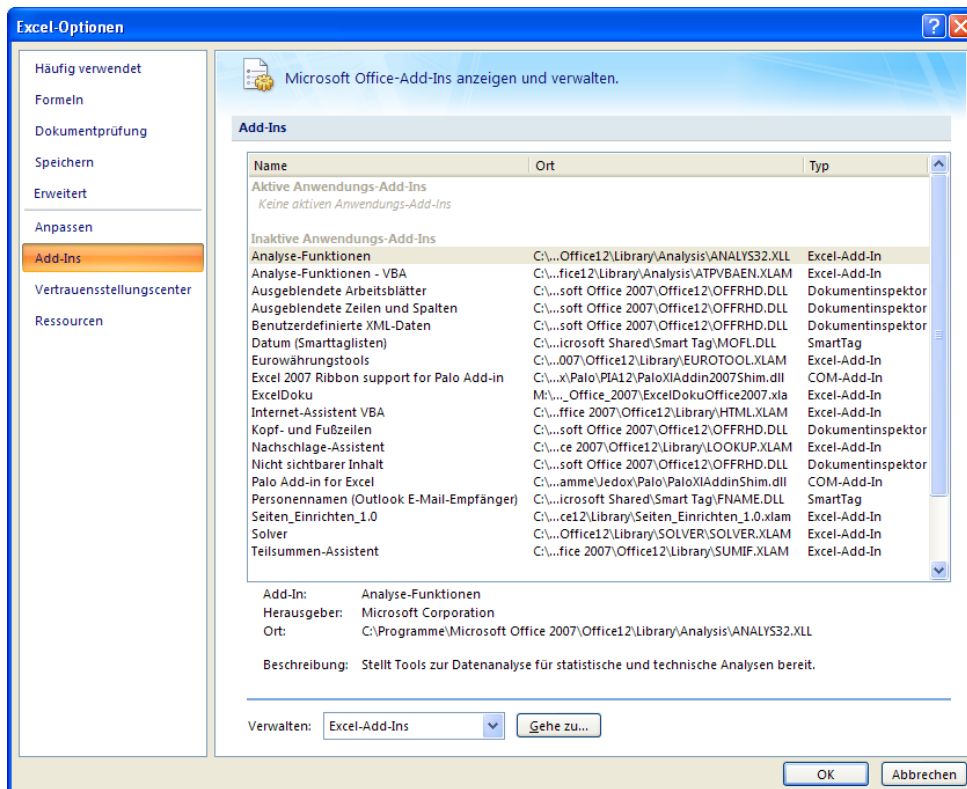 Excel-Optionen
Häufig verwendet
Formeln
Dokumentprüfung
Speichern
Erweitert
Anpassen
Add-Ins
Vertrauensstellungscenter
Ressourcen
Microsoft Office-Add-Ins anzeigen und verwalten.
Add-Ins
Name Ort Typ
Aktive Anwendungs-Add-Ins
Keine aktiven Anwendungs-Add-Ins
Inaktive Anwendungs-Add-Ins
Analyse-Funktionen C:\...Office12\Library\Analysis\ANALYS32.XLL Excel-Add-In
Analyse-Funktionen - VBA C:\...fice12\Library\Analysis\ATPVBAEN.XLAM Excel-Add-In
Ausgeblendete Arbeitsblätter C:\...soft Office 2007\Office12\OFFRHD.DLL Dokumentinspektor
Ausgeblendete Zeilen und Spalten C:\...soft Office 2007\Office12\OFFRHD.DLL Dokumentinspektor
Benutzerdefinierte XML-Daten C:\...soft Office 2007\Office12\OFFRHD.DLL Dokumentinspektor
Datum (Smarttaglisten) C:\...icrosoft Shared\Smart Tag\MOFL.DLL SmartTag
Eurowährungstools C:\...007\Office12\Library\EUROTOOL.XLAM Excel-Add-In
Excel 2007 Ribbon support for Palo Add-in C:\...x\Palo\PIA12\PaloXlAddin2007Shim.dll COM-Add-In
ExcelDoku M:\..._Office_2007\ExcelDokuOffice2007.xla Excel-Add-In
Internet-Assistent VBA C:\...ffice 2007\Office12\Library\HTML.XLAM Excel-Add-In
Kopf- und Fußzeilen C:\...soft Office 2007\Office12\OFFRHD.DLL Dokumentinspektor
Nachschlage-Assistent C:\...ce 2007\Office12\Library\LOOKUP.XLAM Excel-Add-In
Nicht sichtbarer Inhalt C:\...soft Office 2007\Office12\OFFRHD.DLL Dokumentinspektor
Palo Add-in for Excel C:\...amme\Jedox\Palo\PaloXlAddinShim.dll COM-Add-In
Personennamen (Outlook E-Mail-Empfänger) C:\...icrosoft Shared\Smart Tag\FNAME.DLL SmartTag
Seiten_Einrichten_1.0 C:\...ce12\Library\Seiten_Einrichten_1.0.xlam Excel-Add-In
Solver C:\...Office12\Library\SOLVER\SOLVER.XLAM Excel-Add-In
Teilsummen-Assistent C:\...fice 2007\Office12\Library\SUMIF.XLAM Excel-Add-In
Add-In: Analyse-Funktionen
Herausgeber: Microsoft Corporation
Ort: C:\Programme\Microsoft Office 2007\Office12\Library\Analysis\ANALYS32.XLL
Beschreibung: Stellt Tools zur Datenanalyse für statistische und technische Analysen bereit.
Verwalten: Excel-Add-Ins Gehe zu...
OK Abbrechen